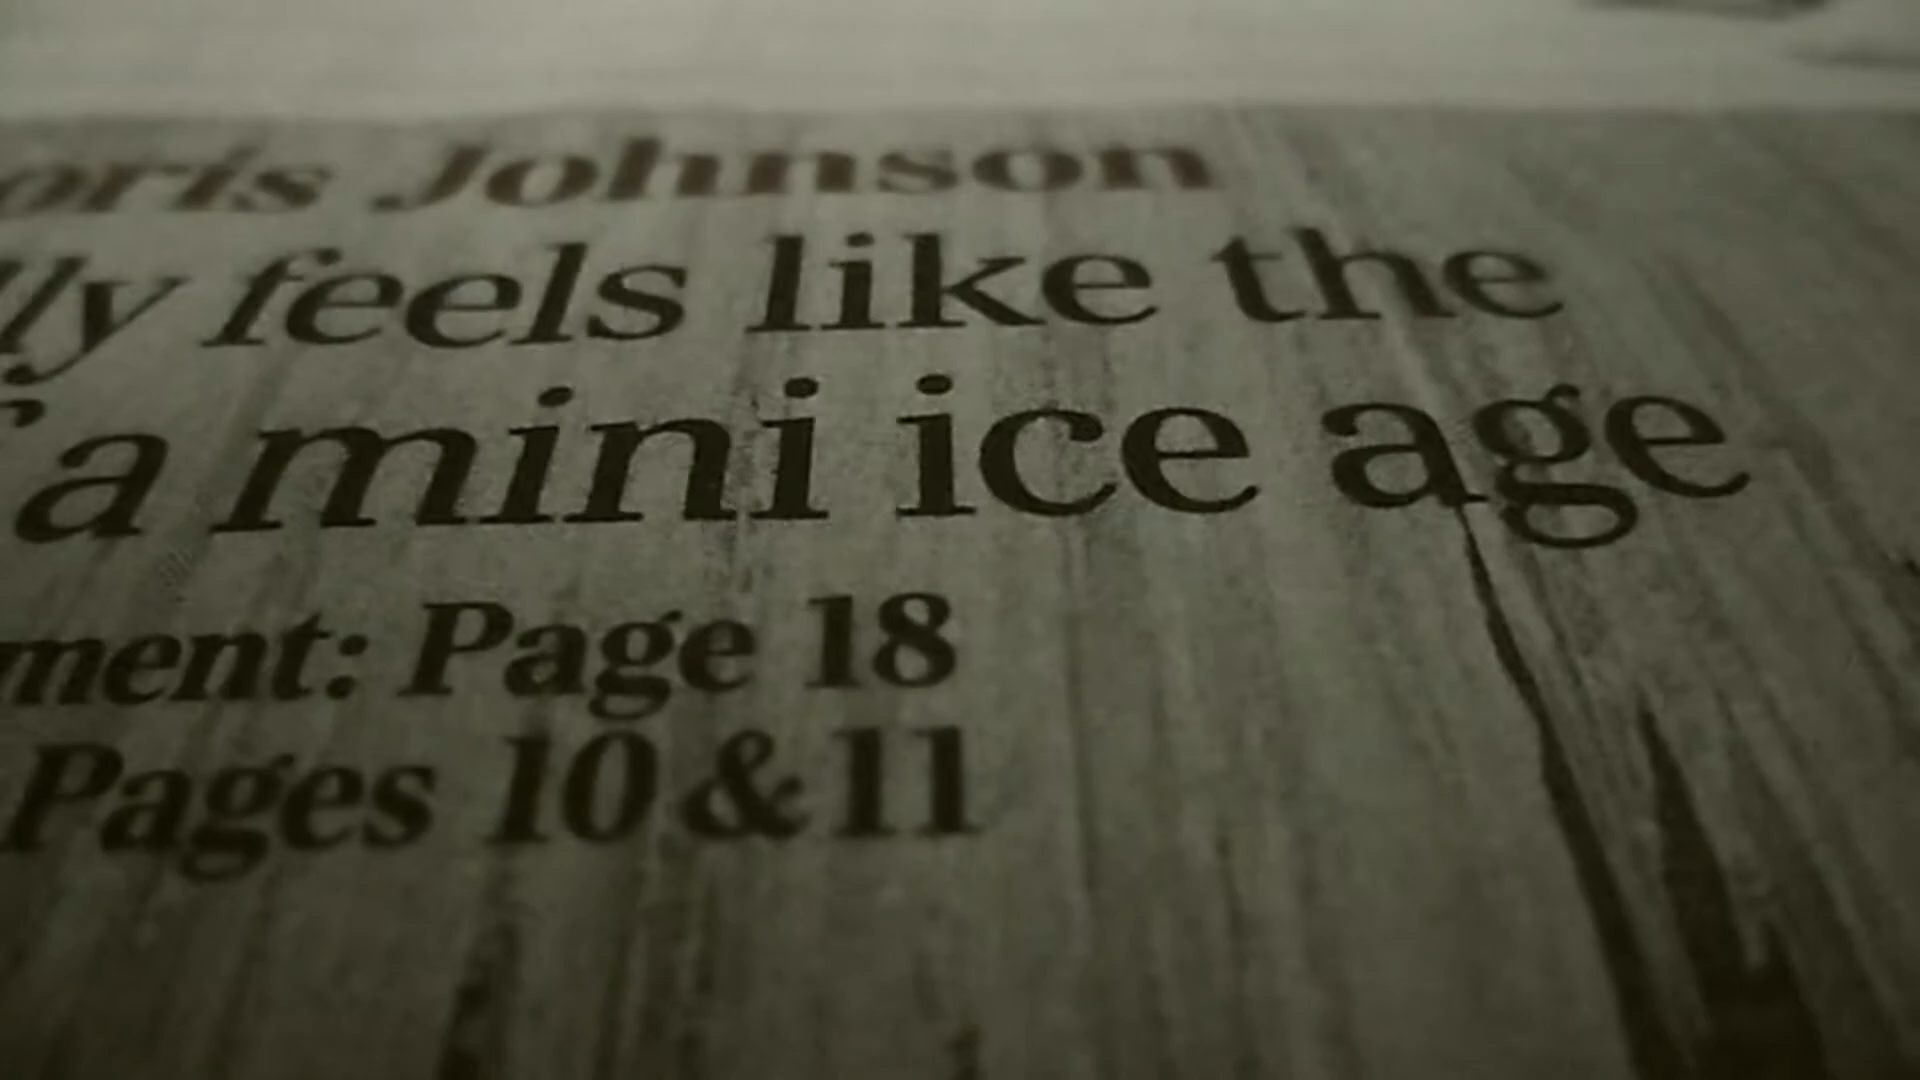 oris Johnson
lly feels like the
a mini ice age
ment: Page 18
Pages 10 & 11